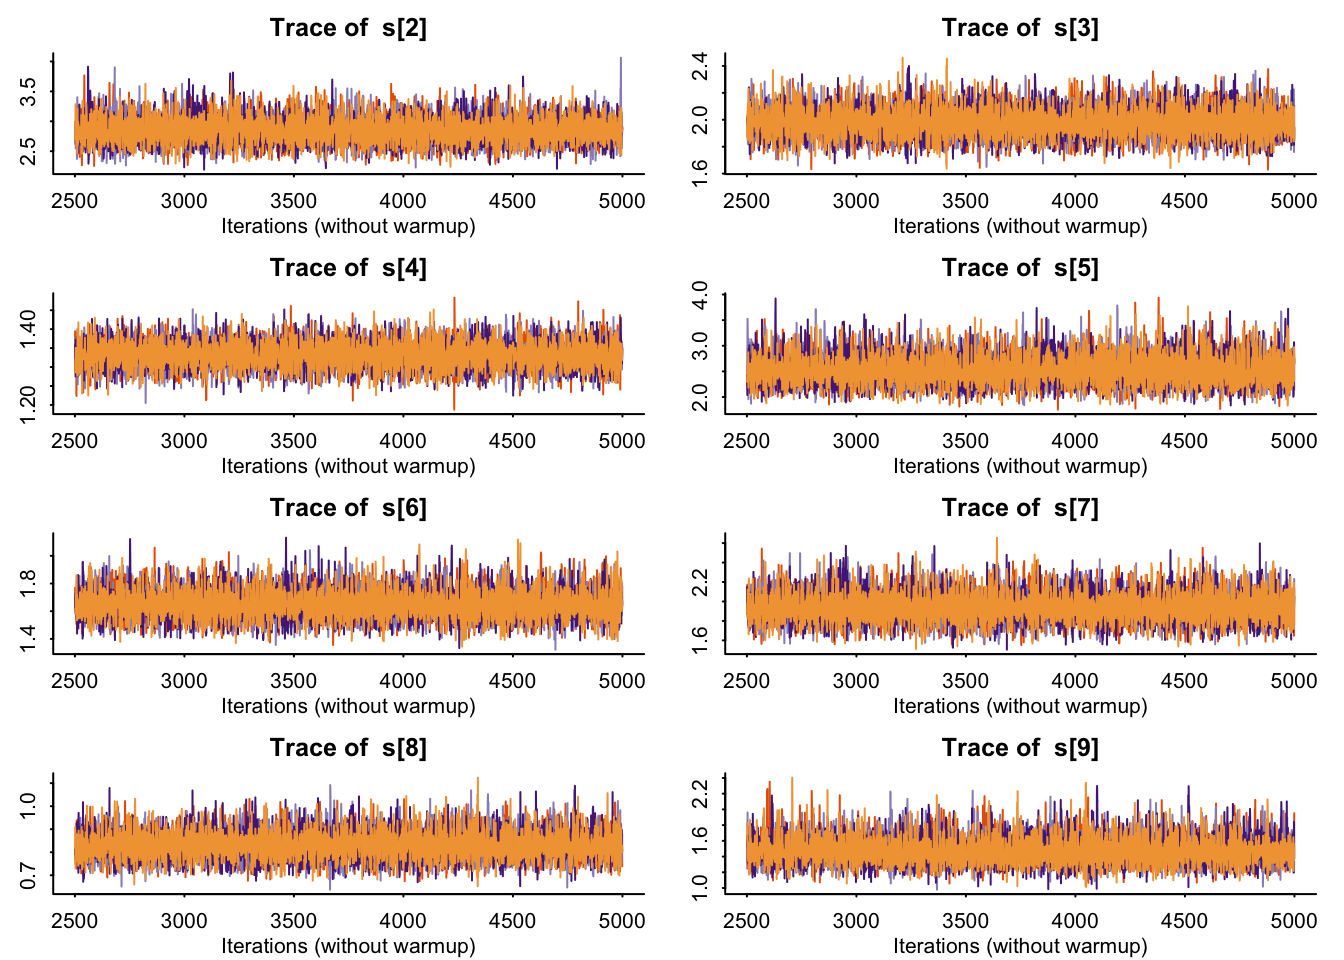 Trace of s[2]
3.5
2.5
2500 3000 3500 4000 4500 5000
Iterations (without warmup)
Trace of s[3]
2.4
2.0
1.6
2500 3000 3500 4000 4500 5000
Iterations (without warmup)
Trace of s[4]
1.40
1.20
2500 3000 3500 4000 4500 5000
Iterations (without warmup)
Trace of s[5]
4.0
3.0
2.0
2500 3000 3500 4000 4500 5000
Iterations (without warmup)
Trace of s[6]
1.8
1.4
2500 3000 3500 4000 4500 5000
Iterations (without warmup)
Trace of s[7]
2.2
1.6
2500 3000 3500 4000 4500 5000
Iterations (without warmup)
Trace of s[8]
1.0
0.7
2500 3000 3500 4000 4500 5000
Iterations (without warmup)
Trace of s[9]
2.2
1.6
1.0
2500 3000 3500 4000 4500 5000
Iterations (without warmup)